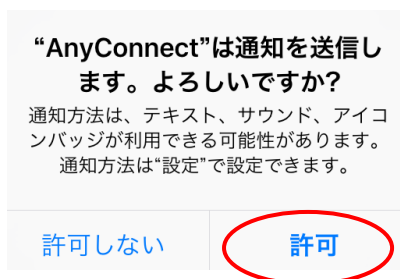 “AnyConnect”は通知を送信し
ます。よろしいですか?
通知方法は、テキスト、サウンド、アイコ
ンバッジが利用できる可能性があります。
通知方法は“設定”で設定できます。
許可しない
許可